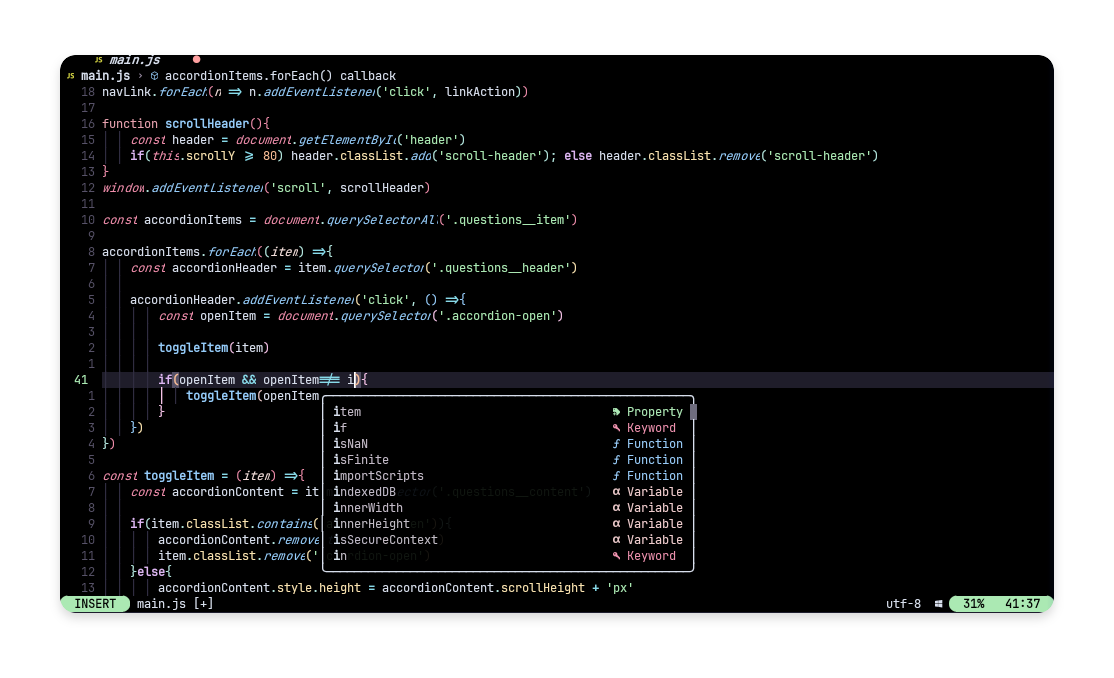 JS main.js ●
JS main.js › accordionItems.forEach() callback
18 navLink.forEach(n => n.addEventListener('click', linkAction))
17
16 function scrollHeader(){
15 const header = document.getElementById('header')
14 if(this.scrollY >= 80) header.classList.add('scroll-header'); else header.classList.remove('scroll-header')
13 }
12 window.addEventListener('scroll', scrollHeader)
11
10 const accordionItems = document.querySelectorAll('.questions__item')
9
8 accordionItems.forEach((item) =>{
7 const accordionHeader = item.querySelector('.questions__header')
6
5 accordionHeader.addEventListener('click', () =>{
4 const openItem = document.querySelector('.accordion-open')
3
2 toggleItem(item)
1
41 if(openItem && openItem!== i){
1 toggleItem(openItem
2 }
3 })
4 })
5
6 const toggleItem = (item) =>{
7 const accordionContent = it ector('.questions__content')
8
9 if(item.classList.contains( en')){
10 accordionContent.remove )
11 item.classList.remove(' rdion-open')
12 }else{
13 accordionContent.style.height = accordionContent.scrollHeight + 'px'
item Property
if Keyword
isNaN Function
isFinite Function
importScripts Function
indexedDB Variable
innerWidth Variable
innerHeight Variable
isSecureContext Variable
in Keyword
INSERT main.js [+] utf-8 31% 41:37